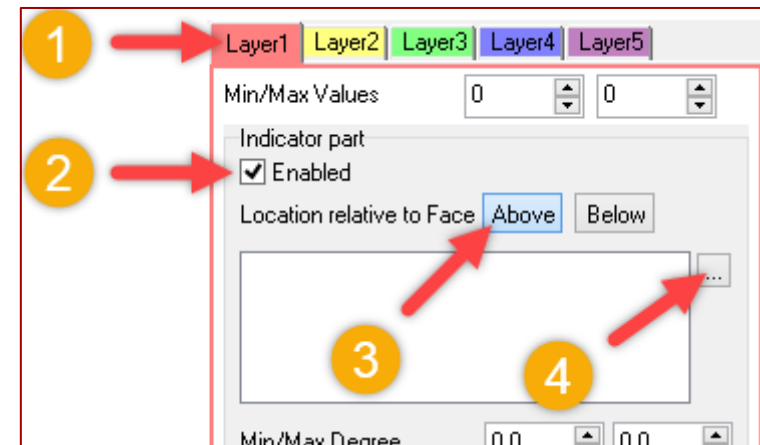 1
Layer1 Layer2 Layer3 Layer4 Layer5
Min/Max Values 0 0
Indicator part
2
Enabled
Location relative to Face Above Below
...
3
4
Min/Max Degree 0.0 0.0